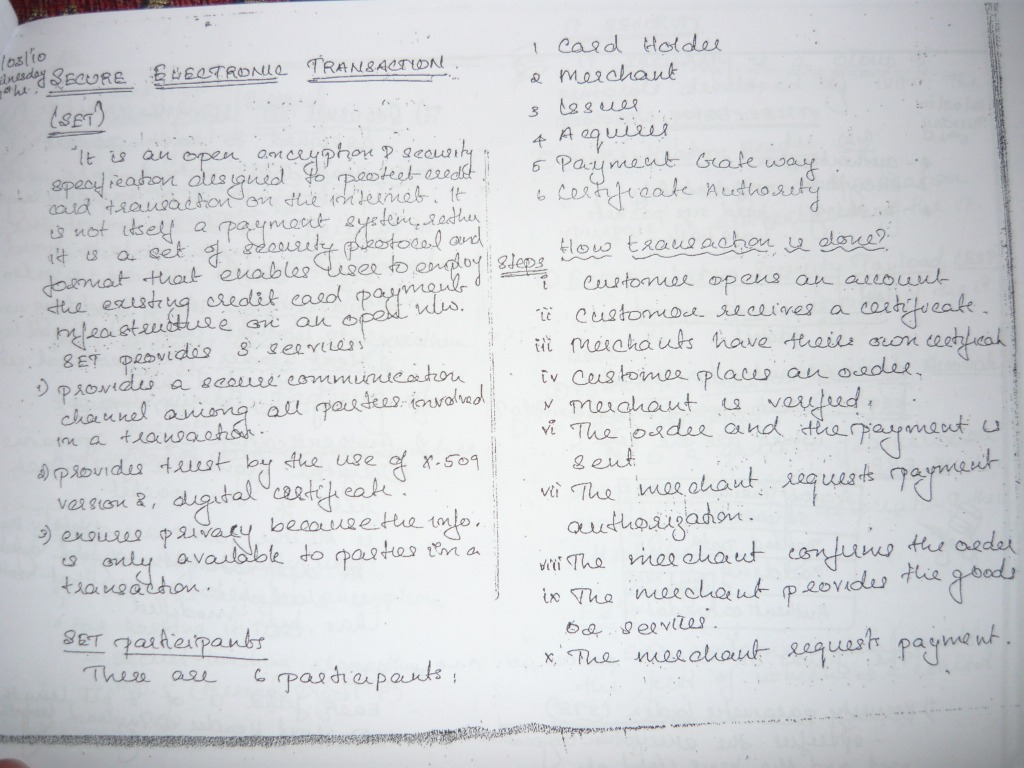 /03/10
SECURE ELECTRONIC TRANSACTION.
(SET)
It is an open encryption & security
specification designed to protect credit
card transaction on the internet. It
is not itself a payment system, rather
it is a set of security protocol and
format that enables user to employ
the existing credit card payment
infrastructure on an open n/w.
SET provides 3 services:
1) provides a secure communication
channel among all parties involved
in a transaction.
2) provides trust by the use of X.509
version 3, digital certificate.
3) ensures privacy because the info.
is only available to parties in a
transaction.
SET participants
There are 6 participants:
1 Card Holder
2 Merchant
3 Issuer
4 Acquirer
5 Payment Gateway
6 Certificate Authority
How transaction is done?
Steps
i Customer opens an account
ii Customer receives a certificate.
iii Merchants have their own certificate
iv Customer places an order.
v Merchant is verified.
vi The order and the payment is
sent
vii The merchant requests payment
authorization.
viii The merchant confirms the order
ix The merchant provides the goods
or services.
x. The merchant requests payment.